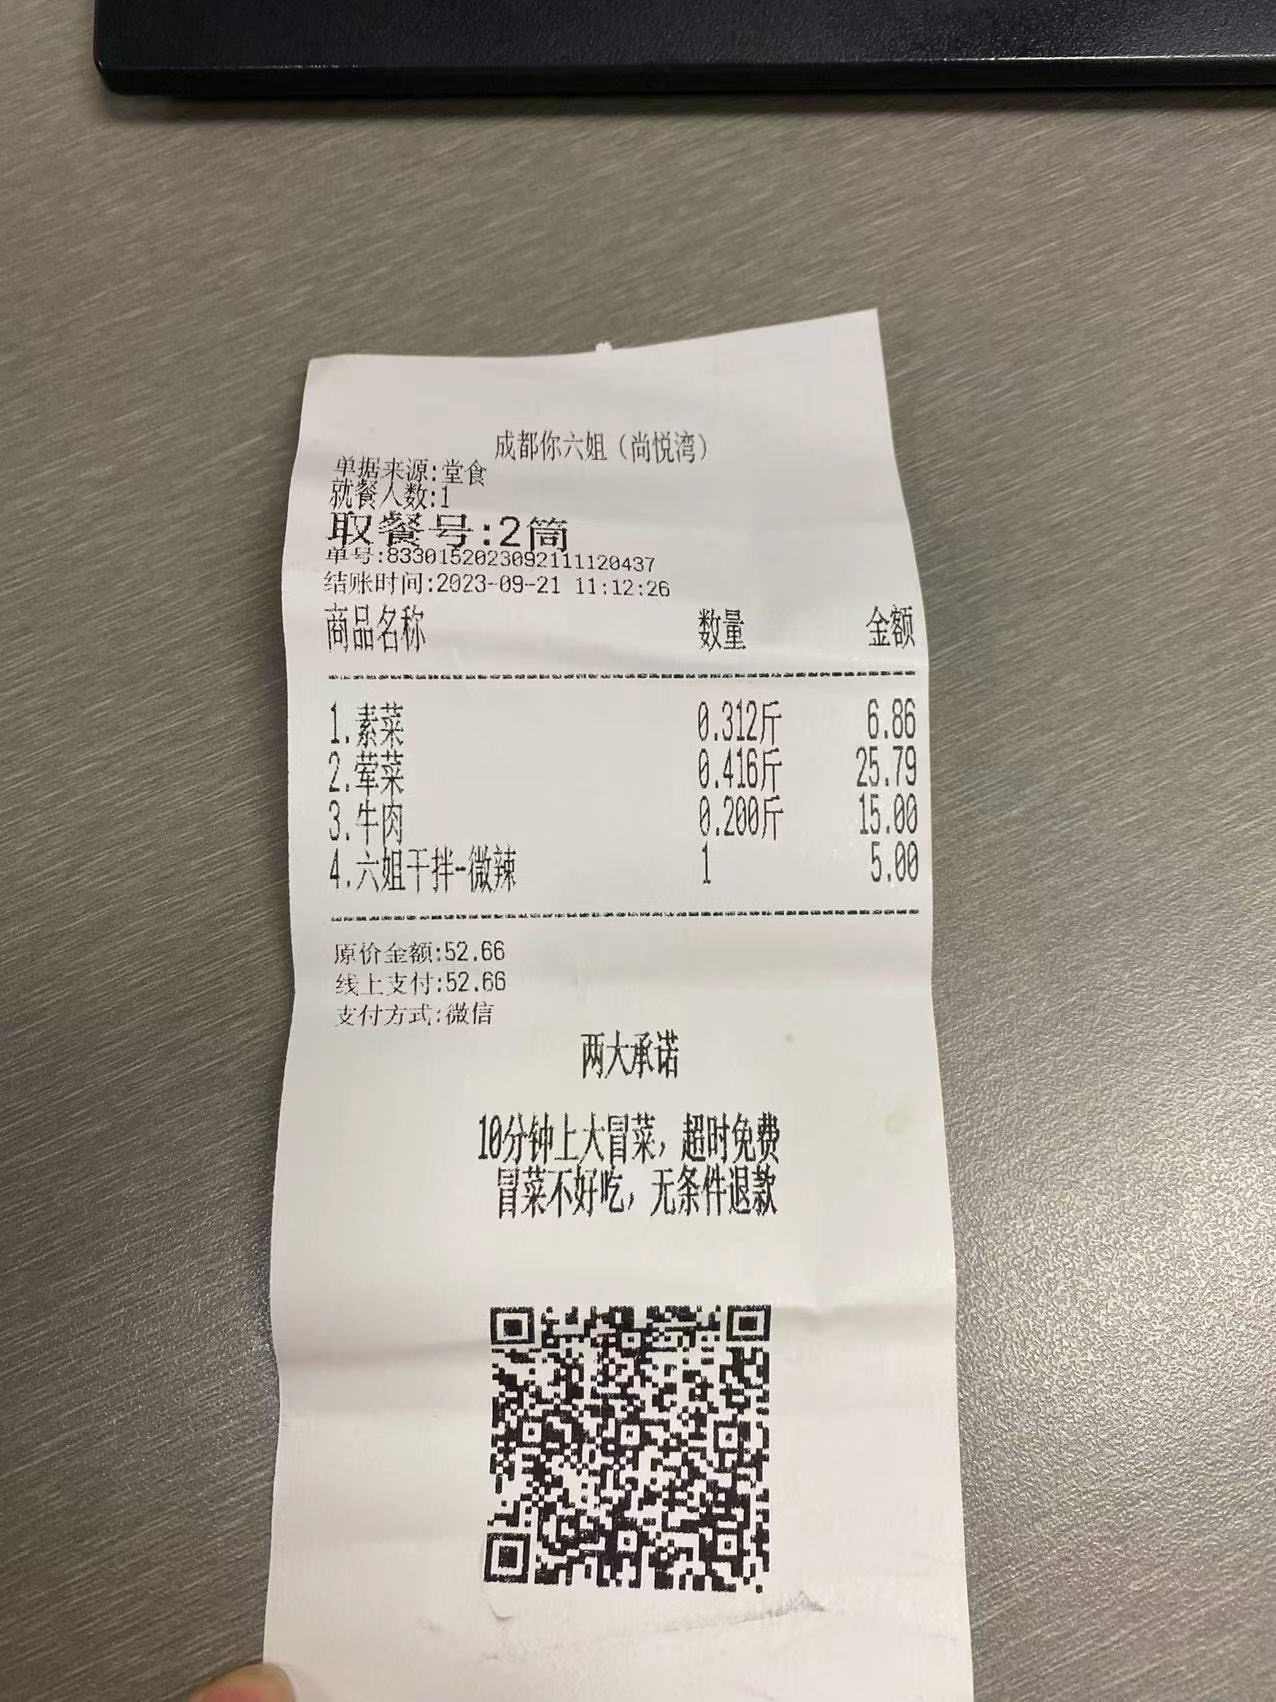 成都你六姐（尚悦湾）
单据来源:堂食
就餐人数:1
取餐号:2筒
单号:8330152023092111120437
结账时间:2023-09-21 11:12:26
商品名称 数量 金额
1.素菜 0.312斤 6.86
2.荤菜 0.416斤 25.79
3.牛肉 0.200斤 15.00
4.六姐干拌-微辣 1 5.00
原价金额:52.66
线上支付:52.66
支付方式:微信
两大承诺
10分钟上大冒菜，超时免费
冒菜不好吃，无条件退款